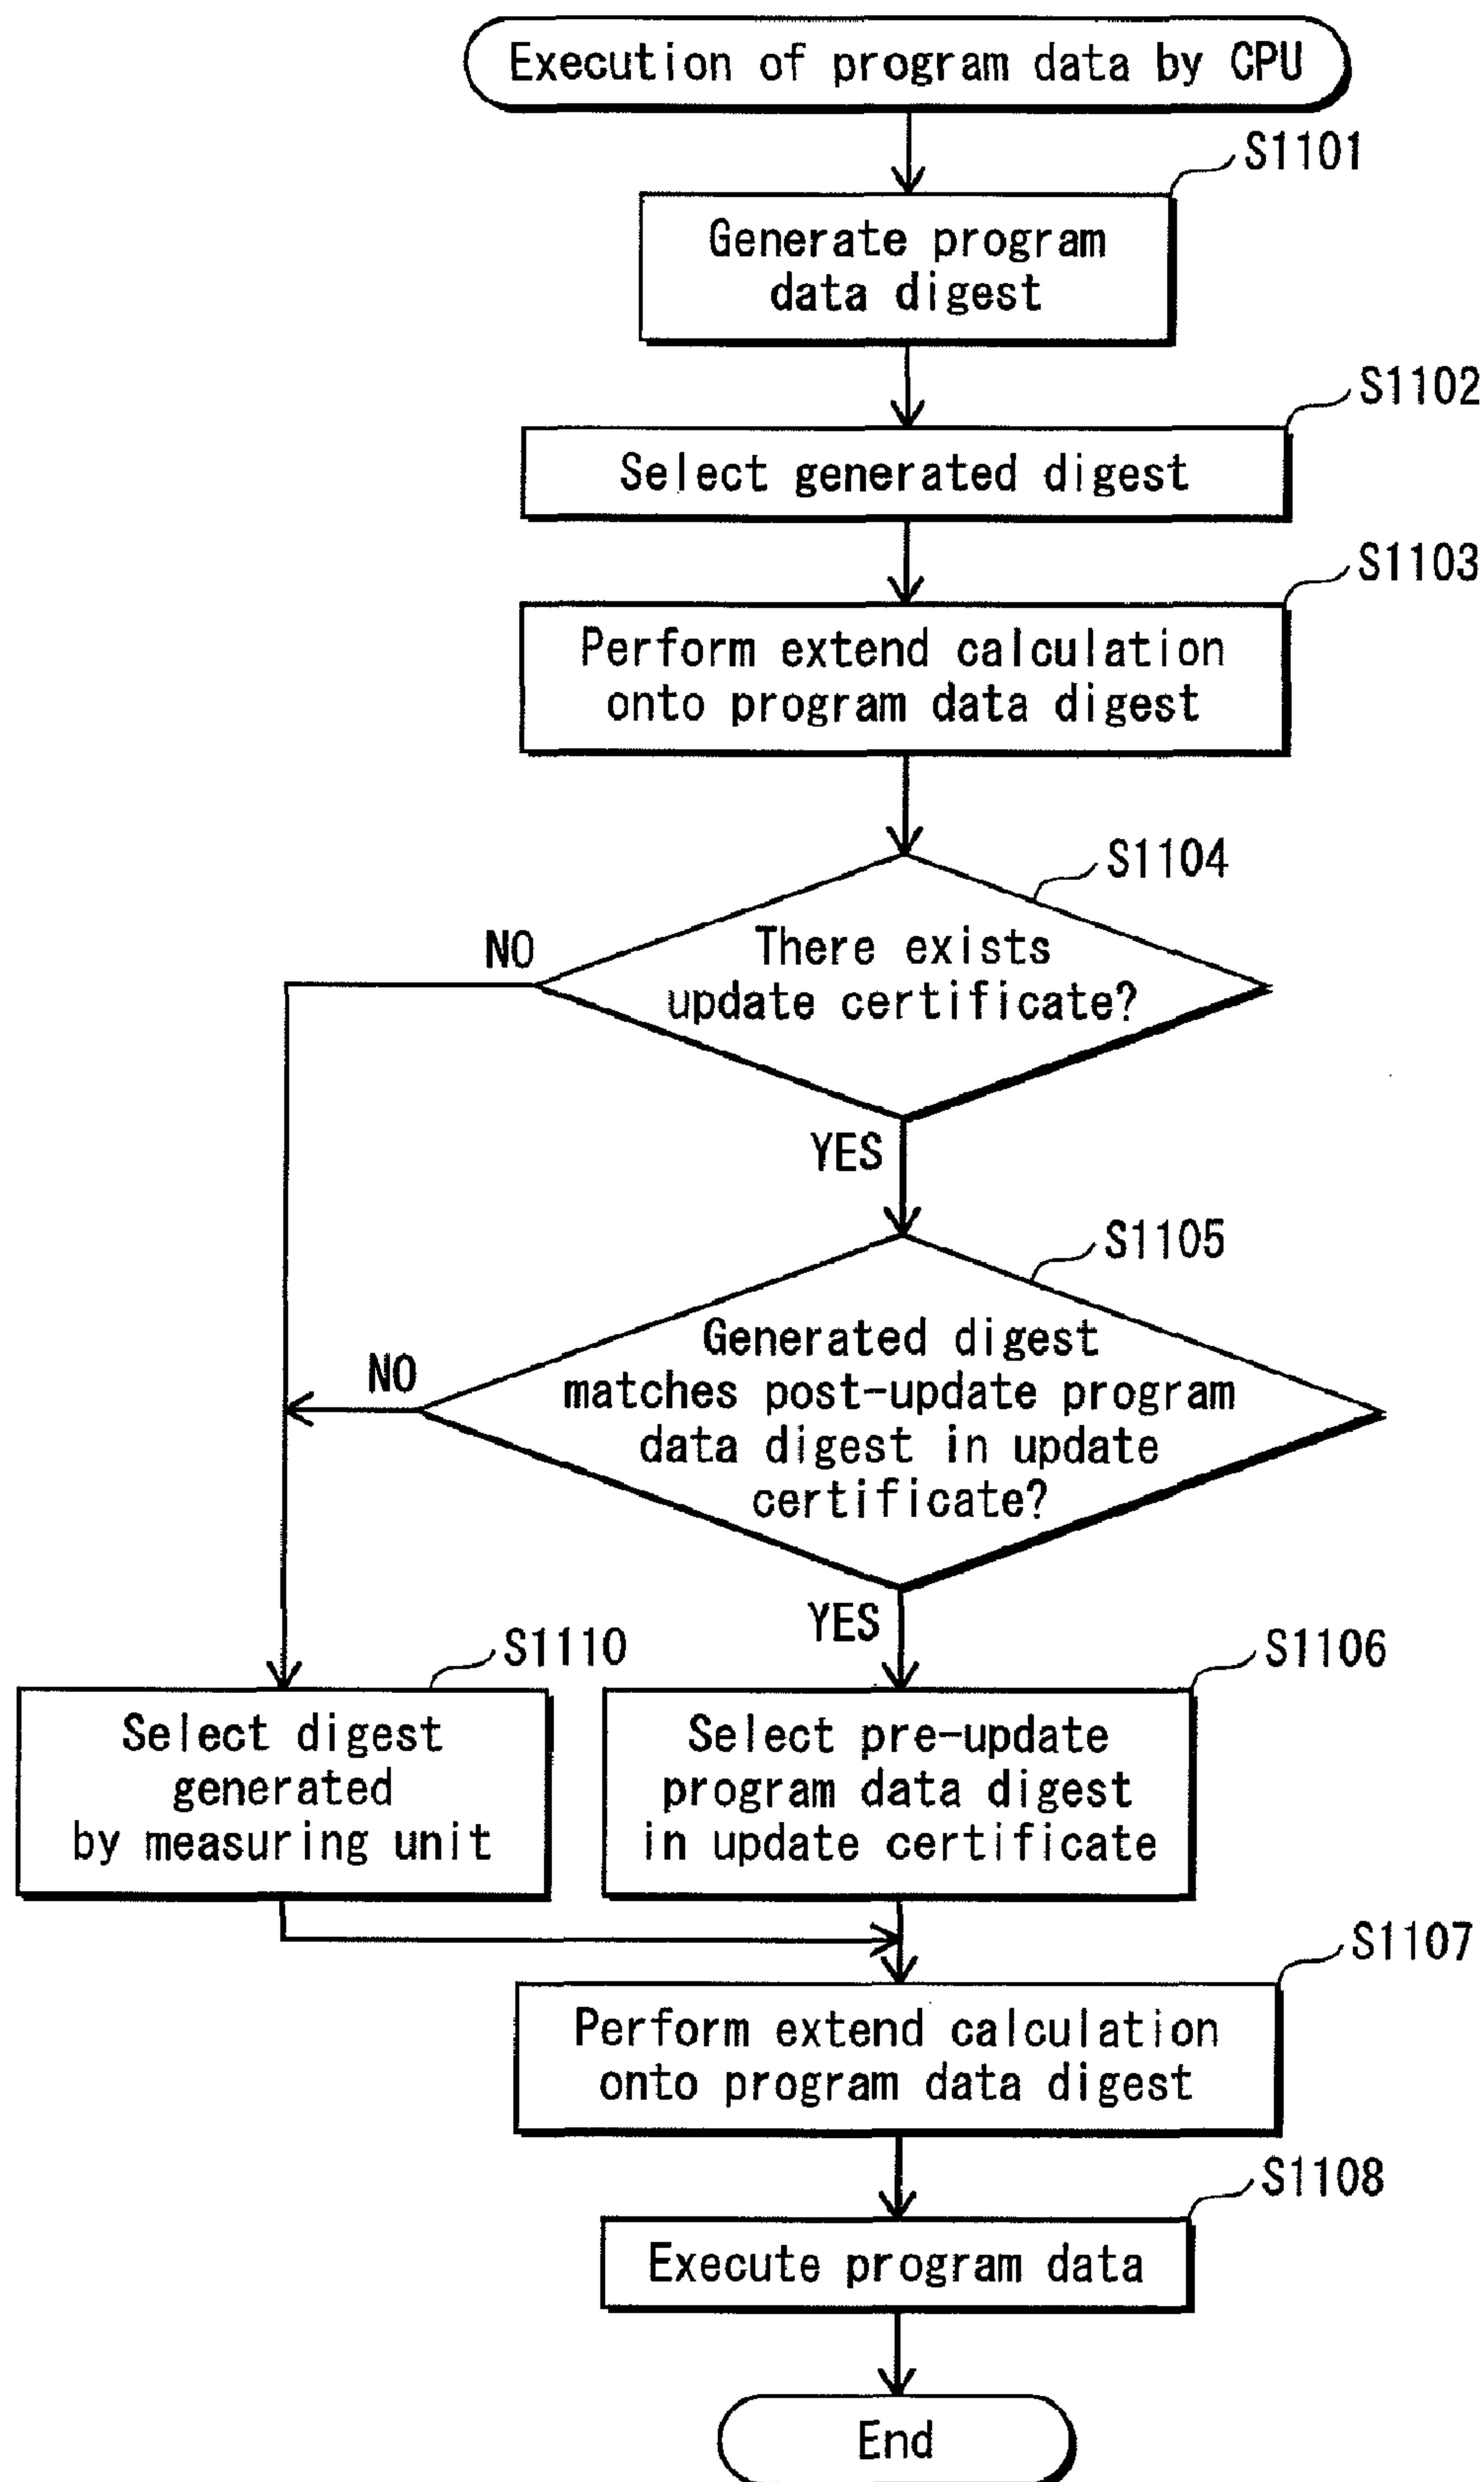 Execution of program data by CPU
S1101
Generate program
data digest
S1102
Select generated digest
S1103
Perform extend calculation
onto program data digest
S1104
There exists
update certificate?
NO
YES
S1105
Generated digest
matches post-update program
data digest in update
certificate?
NO
YES
S1110
Select digest
generated
by measuring unit
S1106
Select pre-update
program data digest
in update certificate
S1107
Perform extend calculation
onto program data digest
S1108
Execute program data
End